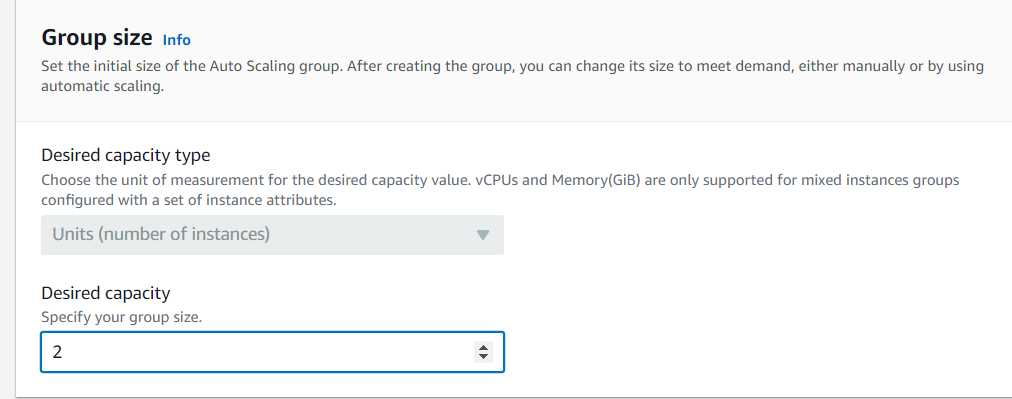 Group size Info
Set the initial size of the Auto Scaling group. After creating the group, you can change its size to meet demand, either manually or by using
automatic scaling.
Desired capacity type
Choose the unit of measurement for the desired capacity value. vCPUs and Memory(GiB) are only supported for mixed instances groups
configured with a set of instance attributes.
Units (number of instances)
Desired capacity
Specify your group size.
2